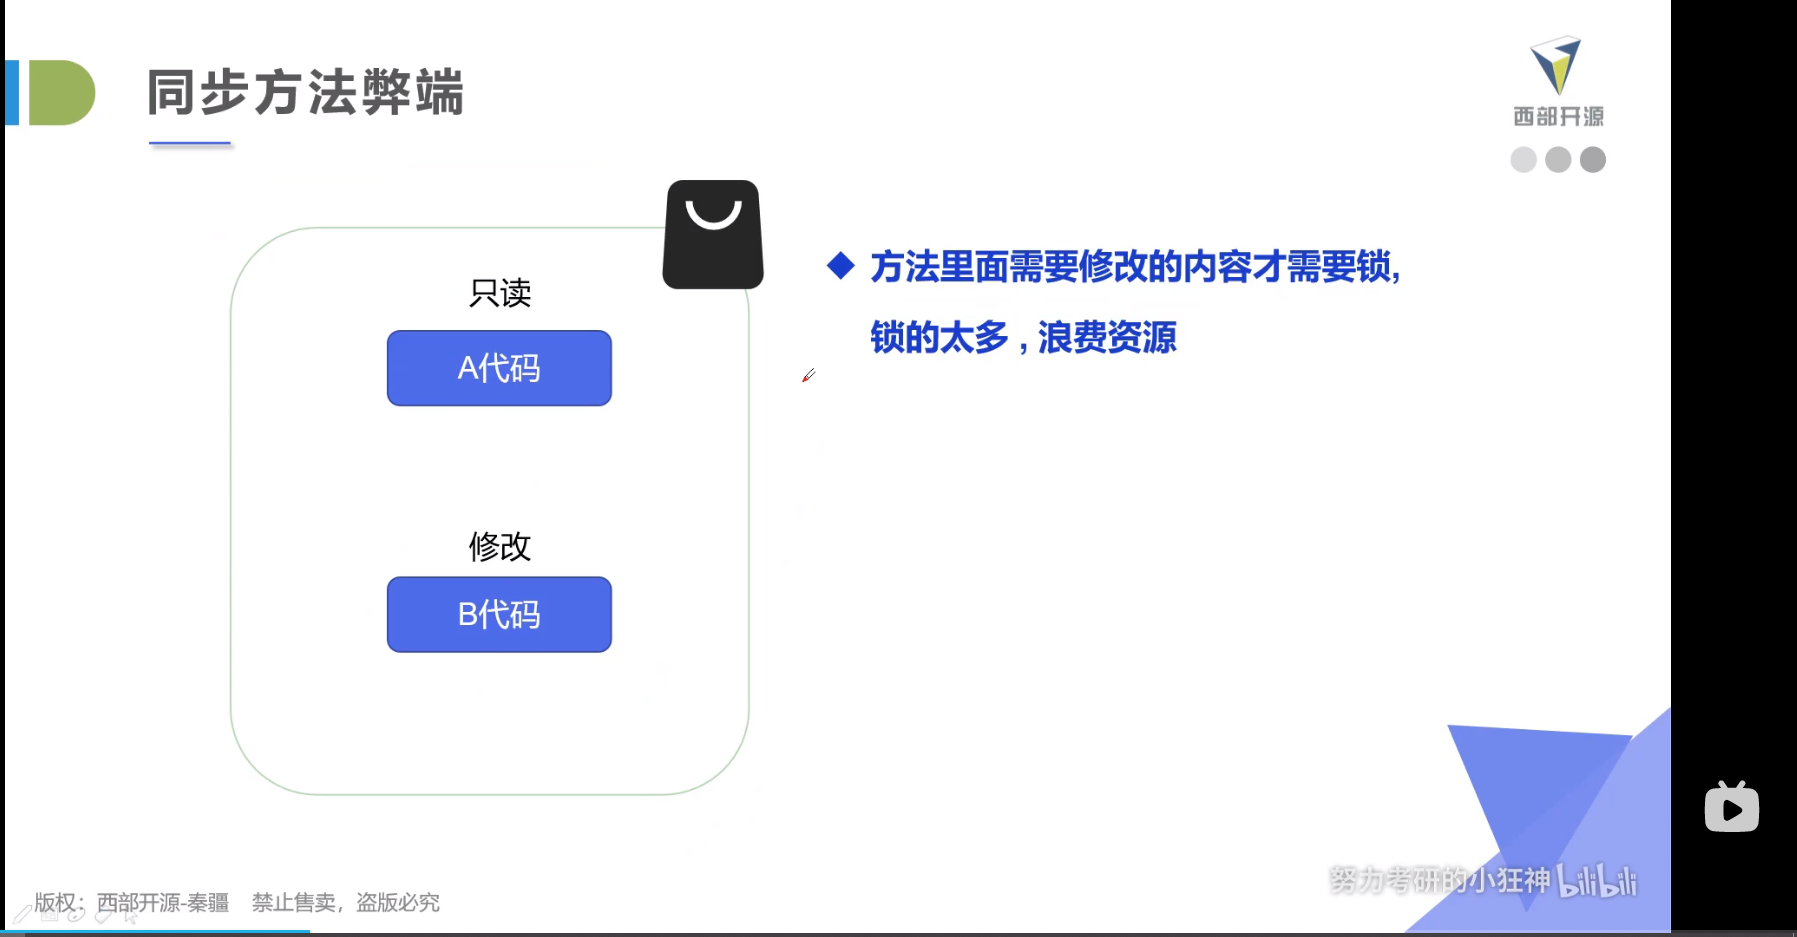 同步方法弊端
西部开源
只读
A代码
修改
B代码
方法里面需要修改的内容才需要锁,
锁的太多 , 浪费资源
努力考研的小狂神 bilibili
版权：西部开源-秦疆 禁止售卖，盗版必究